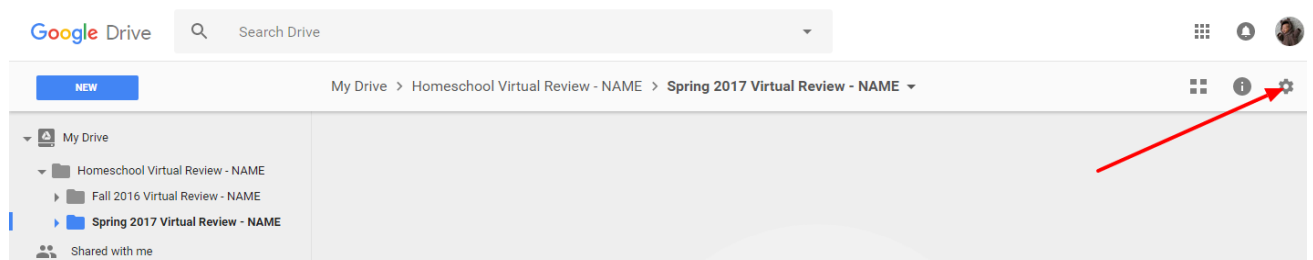 Google Drive
Search Drive
NEW
My Drive > Homeschool Virtual Review - NAME > Spring 2017 Virtual Review - NAME
My Drive
Homeschool Virtual Review - NAME
Fall 2016 Virtual Review - NAME
Spring 2017 Virtual Review - NAME
Shared with me